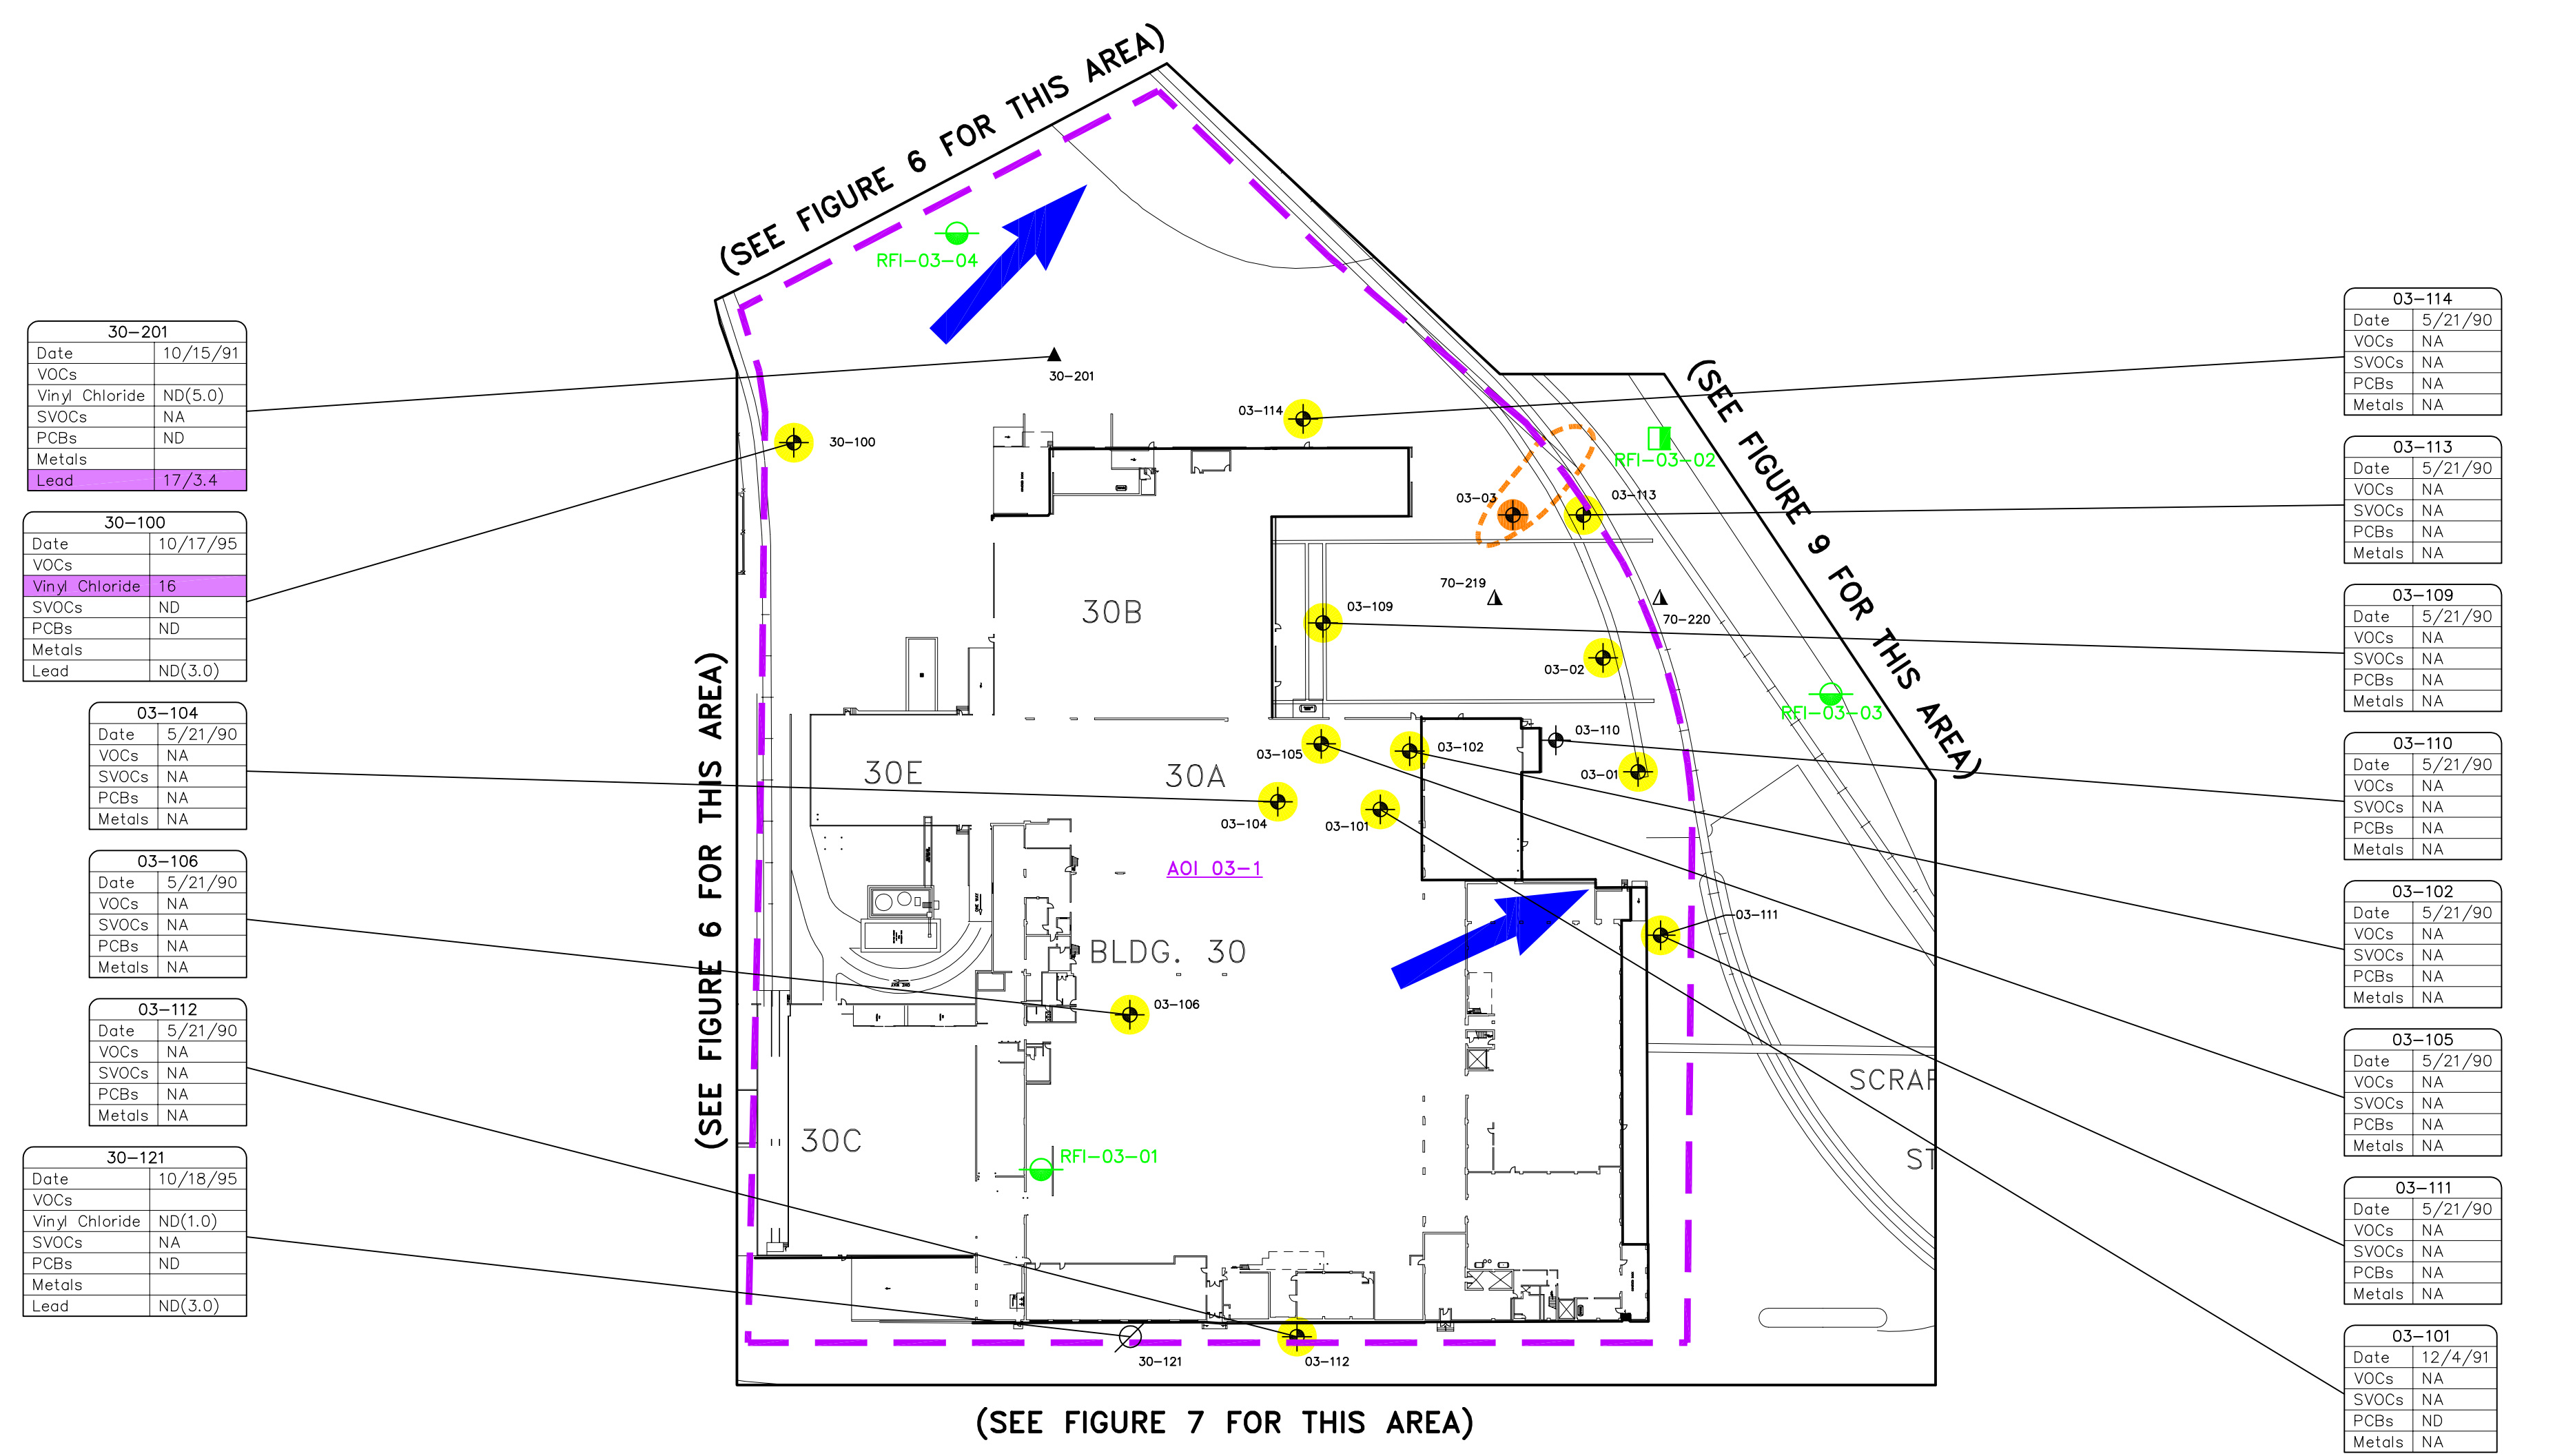 (SEE FIGURE 6 FOR THIS AREA)
RFI-03-04
30-201
Date 10/15/91
VOCs
Vinyl Chloride ND(5.0)
SVOCs NA
PCBs ND
Metals
Lead 17/3.4
30-100
Date 10/17/95
VOCs
Vinyl Chloride 16
SVOCs ND
PCBs ND
Metals
Lead ND(3.0)
03-104
Date 5/21/90
VOCs NA
SVOCs NA
PCBs NA
Metals NA
03-106
Date 5/21/90
VOCs NA
SVOCs NA
PCBs NA
Metals NA
03-112
Date 5/21/90
VOCs NA
SVOCs NA
PCBs NA
Metals NA
30-121
Date 10/18/95
VOCs
Vinyl Chloride ND(1.0)
SVOCs NA
PCBs ND
Metals
Lead ND(3.0)
(SEE FIGURE 6 FOR THIS AREA)
30-201
03-114
30-100
RFI-03-02
03-03
03-113
70-219
70-220
30B
03-109
03-02
RFI-03-03
03-110
03-105
03-102
30E
30A
03-01
03-104
03-101
AOI 03-1
ONE WAY
03-111
BLDG. 30
ONE WAY
03-106
SCRAP
30C
RFI-03-01
ST
30-121
03-112
(SEE FIGURE 9 FOR THIS AREA)
(SEE FIGURE 7 FOR THIS AREA)
03-114
Date 5/21/90
VOCs NA
SVOCs NA
PCBs NA
Metals NA
03-113
Date 5/21/90
VOCs NA
SVOCs NA
PCBs NA
Metals NA
03-109
Date 5/21/90
VOCs NA
SVOCs NA
PCBs NA
Metals NA
03-110
Date 5/21/90
VOCs NA
SVOCs NA
PCBs NA
Metals NA
03-102
Date 5/21/90
VOCs NA
SVOCs NA
PCBs NA
Metals NA
03-105
Date 5/21/90
VOCs NA
SVOCs NA
PCBs NA
Metals NA
03-111
Date 5/21/90
VOCs NA
SVOCs NA
PCBs NA
Metals NA
03-101
Date 12/4/91
VOCs NA
SVOCs NA
PCBs ND
Metals NA